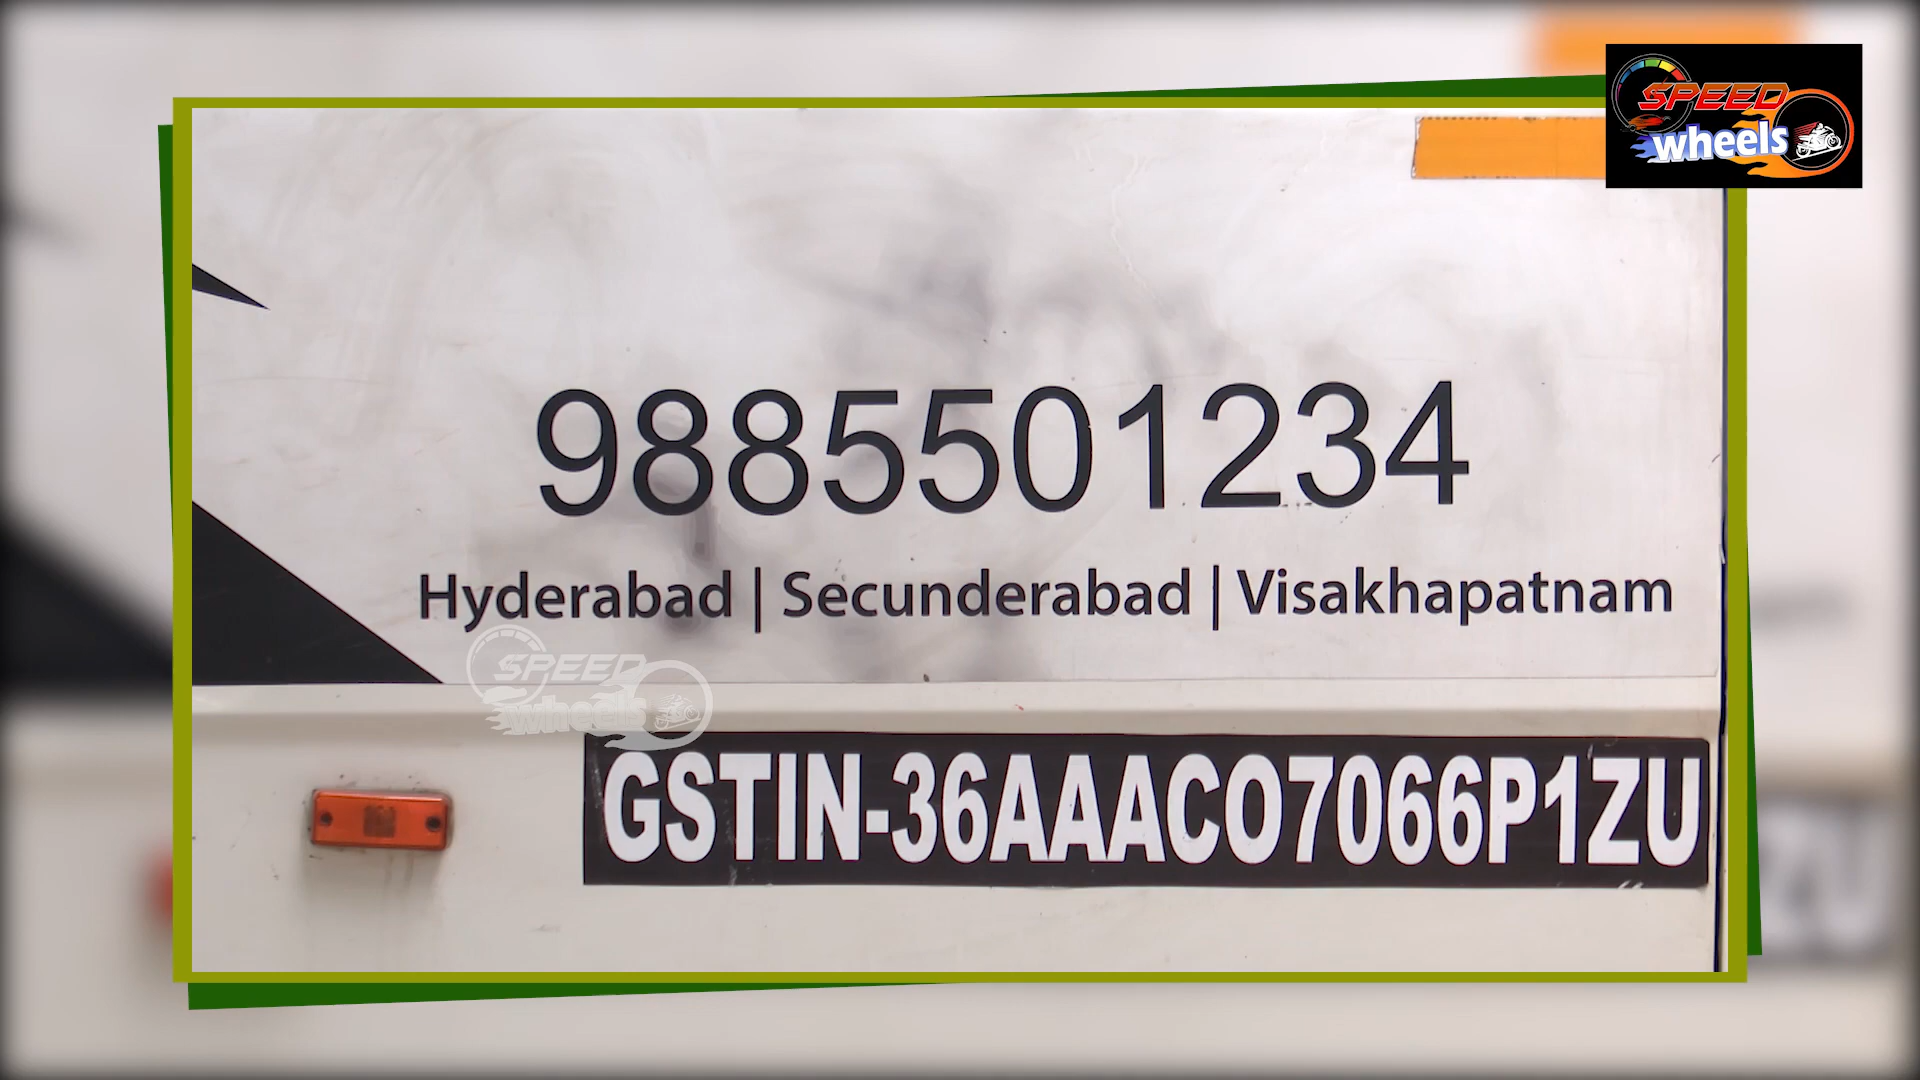 SPEED
wheels
9885501234
Hyderabad | Secunderabad | Visakhapatnam
SPEED
wheels
GSTIN-36AAACO7066P1ZU